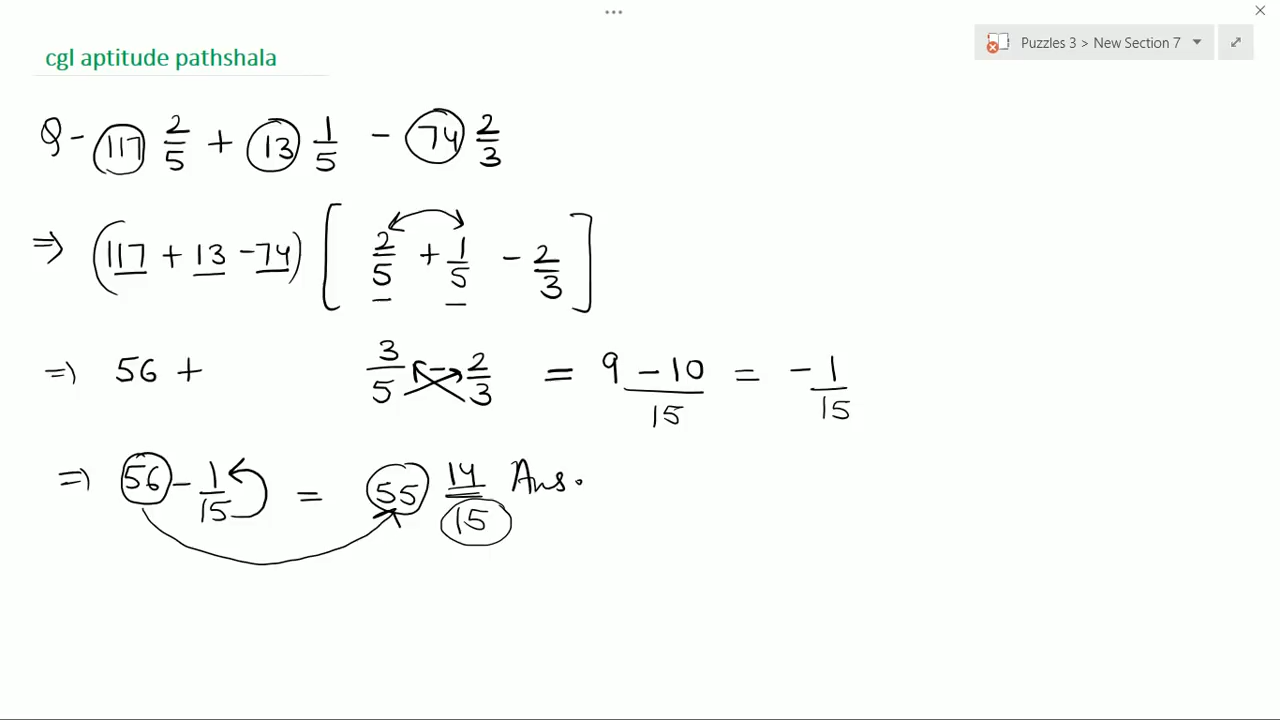 Puzzles 3 > New Section 7
cgl aptitude pathshala
Q - 117 2/5 + 13 1/5 - 74 2/3
⇒ (117 + 13 - 74) [ 2/5 + 1/5 - 2/3 ]
⇒ 56 + 3/5 - 2/3 = 9 - 10/15 = - 1/15
⇒ 56 - 1/15 = 55 14/15 Ans.